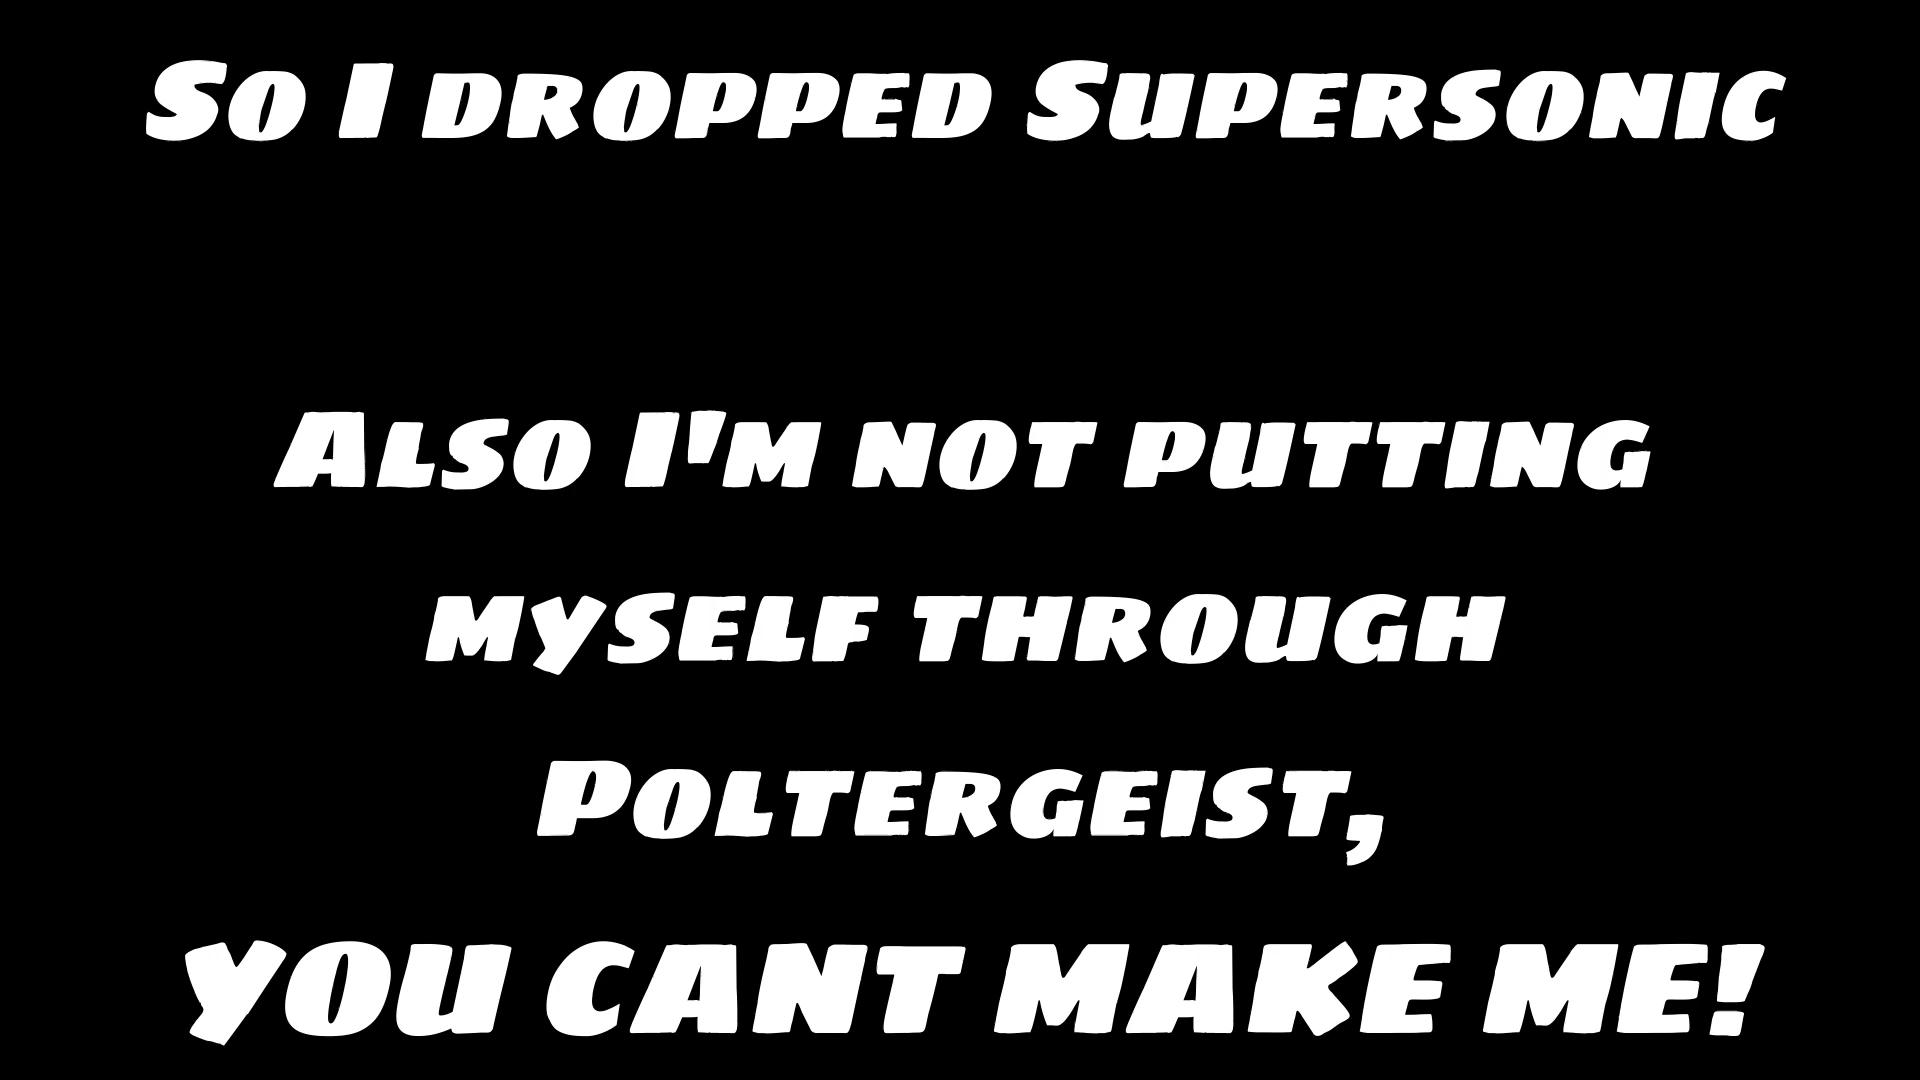 So I dropped Supersonic
Also I'm not putting
myself through
Poltergeist,
YOU CANT MAKE ME!